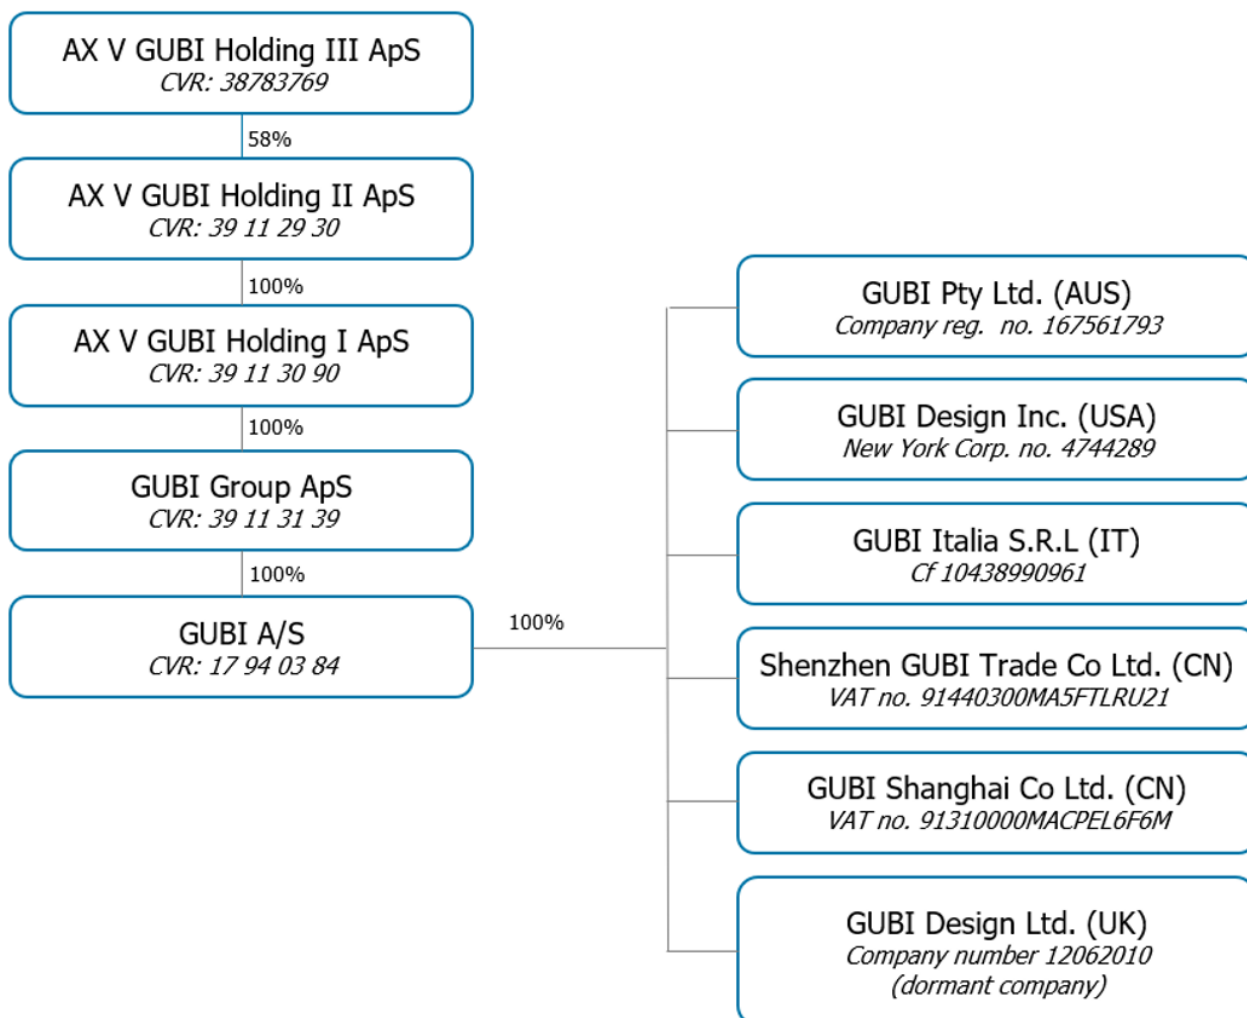 AX V GUBI Holding III ApS
CVR: 38783769
58%
AX V GUBI Holding II ApS
CVR: 39 11 29 30
100%
AX V GUBI Holding I ApS
CVR: 39 11 30 90
100%
GUBI Group ApS
CVR: 39 11 31 39
100%
GUBI A/S
CVR: 17 94 03 84
100%
GUBI Pty Ltd. (AUS)
Company reg.  no. 167561793
GUBI Design Inc. (USA)
New York Corp. no. 4744289
GUBI Italia S.R.L (IT)
Cf 10438990961
Shenzhen GUBI Trade Co Ltd. (CN)
VAT no. 91440300MA5FTLRU21
GUBI Shanghai Co Ltd. (CN)
VAT no. 91310000MACPEL6F6M
GUBI Design Ltd. (UK)
Company number 12062010
(dormant company)